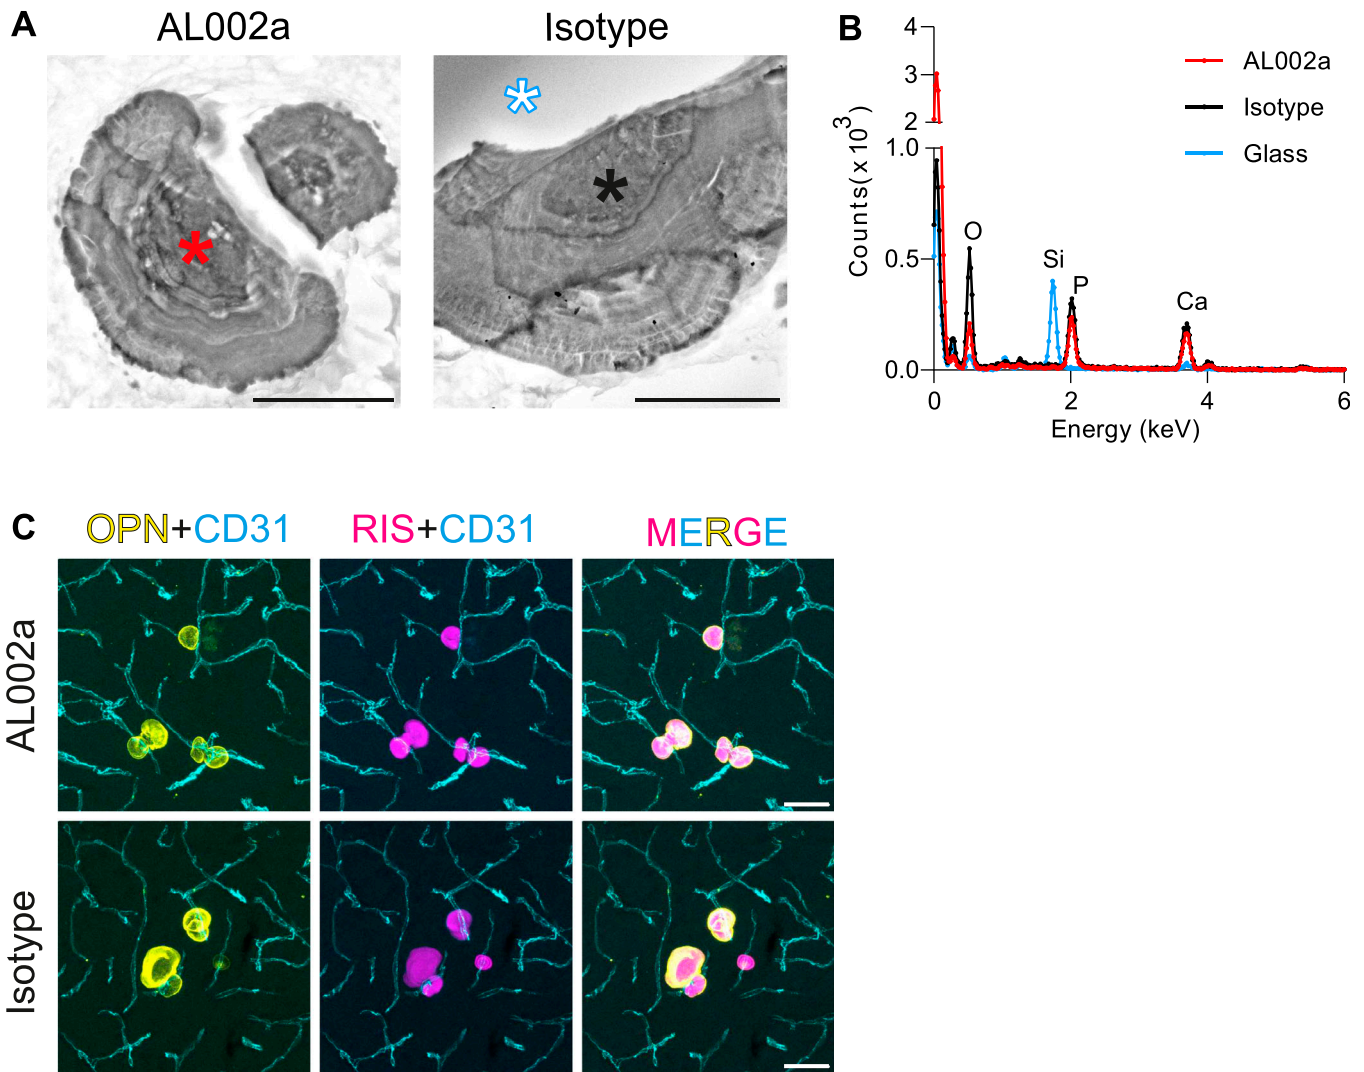 A
AL002a
Isotype
B
Counts( x 10³)
4
3
2
1.0
0.5
0.0
O
Si
P
Ca
AL002a
Isotype
Glass
0
2
4
6
Energy (keV)
C
OPN+CD31
RIS+CD31
MERGE
AL002a
Isotype